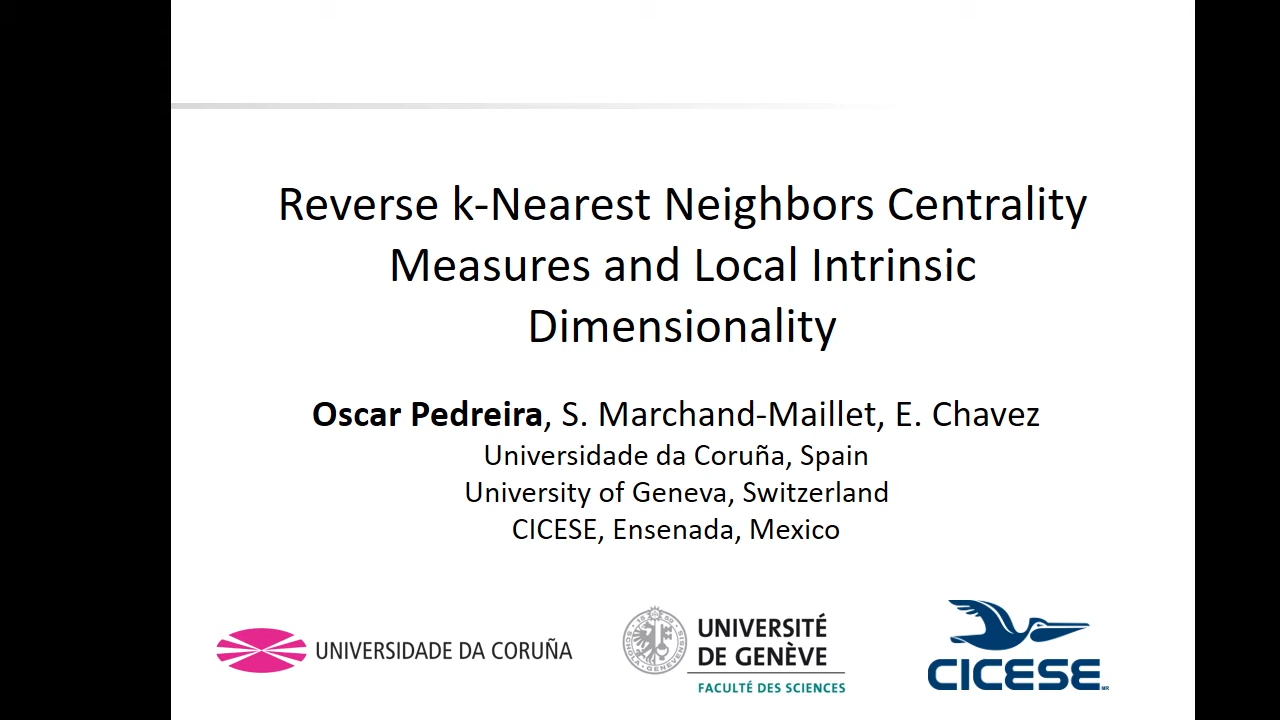 Reverse k-Nearest Neighbors Centrality
Measures and Local Intrinsic
Dimensionality
Oscar Pedreira, S. Marchand-Maillet, E. Chavez
Universidade da Coruña, Spain
University of Geneva, Switzerland
CICESE, Ensenada, Mexico
UNIVERSIDADE DA CORUÑA
UNIVERSITÉ
DE GENÈVE
FACULTÉ DES SCIENCES
CICESE